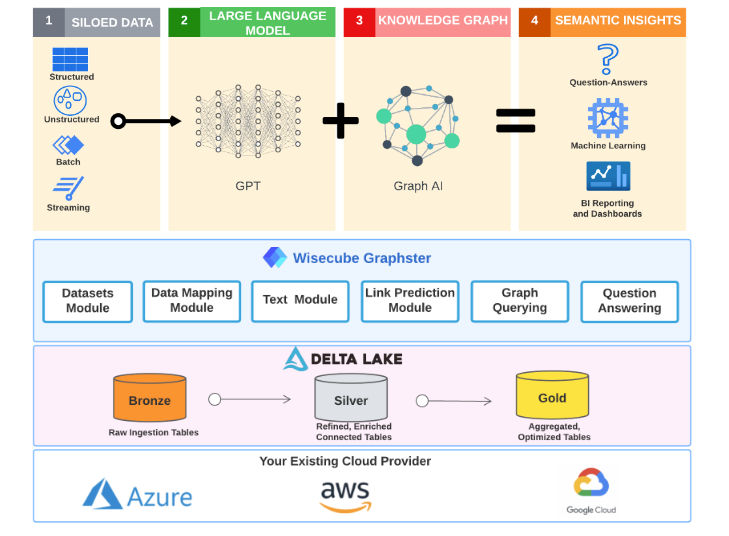 1 SILOED DATA
2 LARGE LANGUAGE
MODEL
3 KNOWLEDGE GRAPH
4 SEMANTIC INSIGHTS
Structured
Unstructured
Batch
Streaming
GPT
Graph AI
Question-Answers
Machine Learning
BI Reporting
and Dashboards
Wisecube Graphster
Datasets
Module
Data Mapping
Module
Text Module
Link Prediction
Module
Graph
Querying
Question
Answering
DELTA LAKE
Bronze
Raw Ingestion Tables
Silver
Refined, Enriched
Connected Tables
Gold
Aggregated,
Optimized Tables
Your Existing Cloud Provider
Azure
aws
Google Cloud